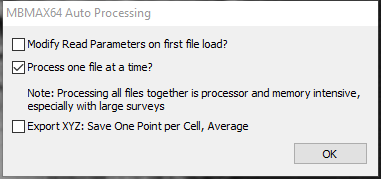 MBMAX64 Auto Processing
Modify Read Parameters on first file load?
Process one file at a time?
Note: Processing all files together is processor and memory intensive,
especially with large surveys
Export XYZ: Save One Point per Cell, Average
OK